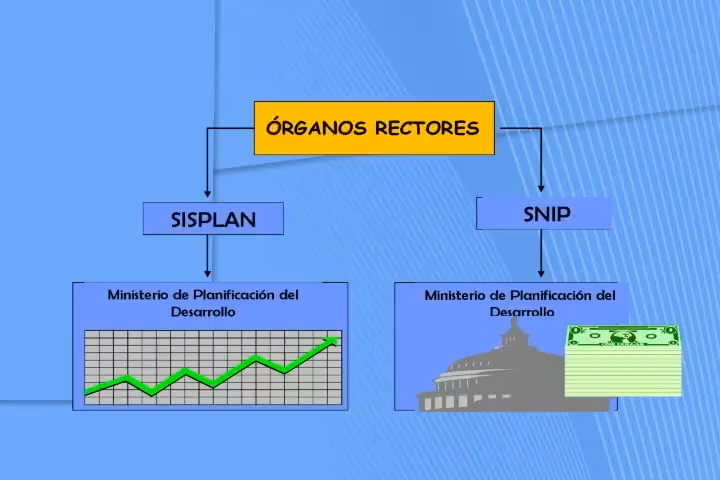 ÓRGANOS RECTORES
SISPLAN
SNIP
Ministerio de Planificación del
Desarrollo
Ministerio de Planificación del
Desarrollo